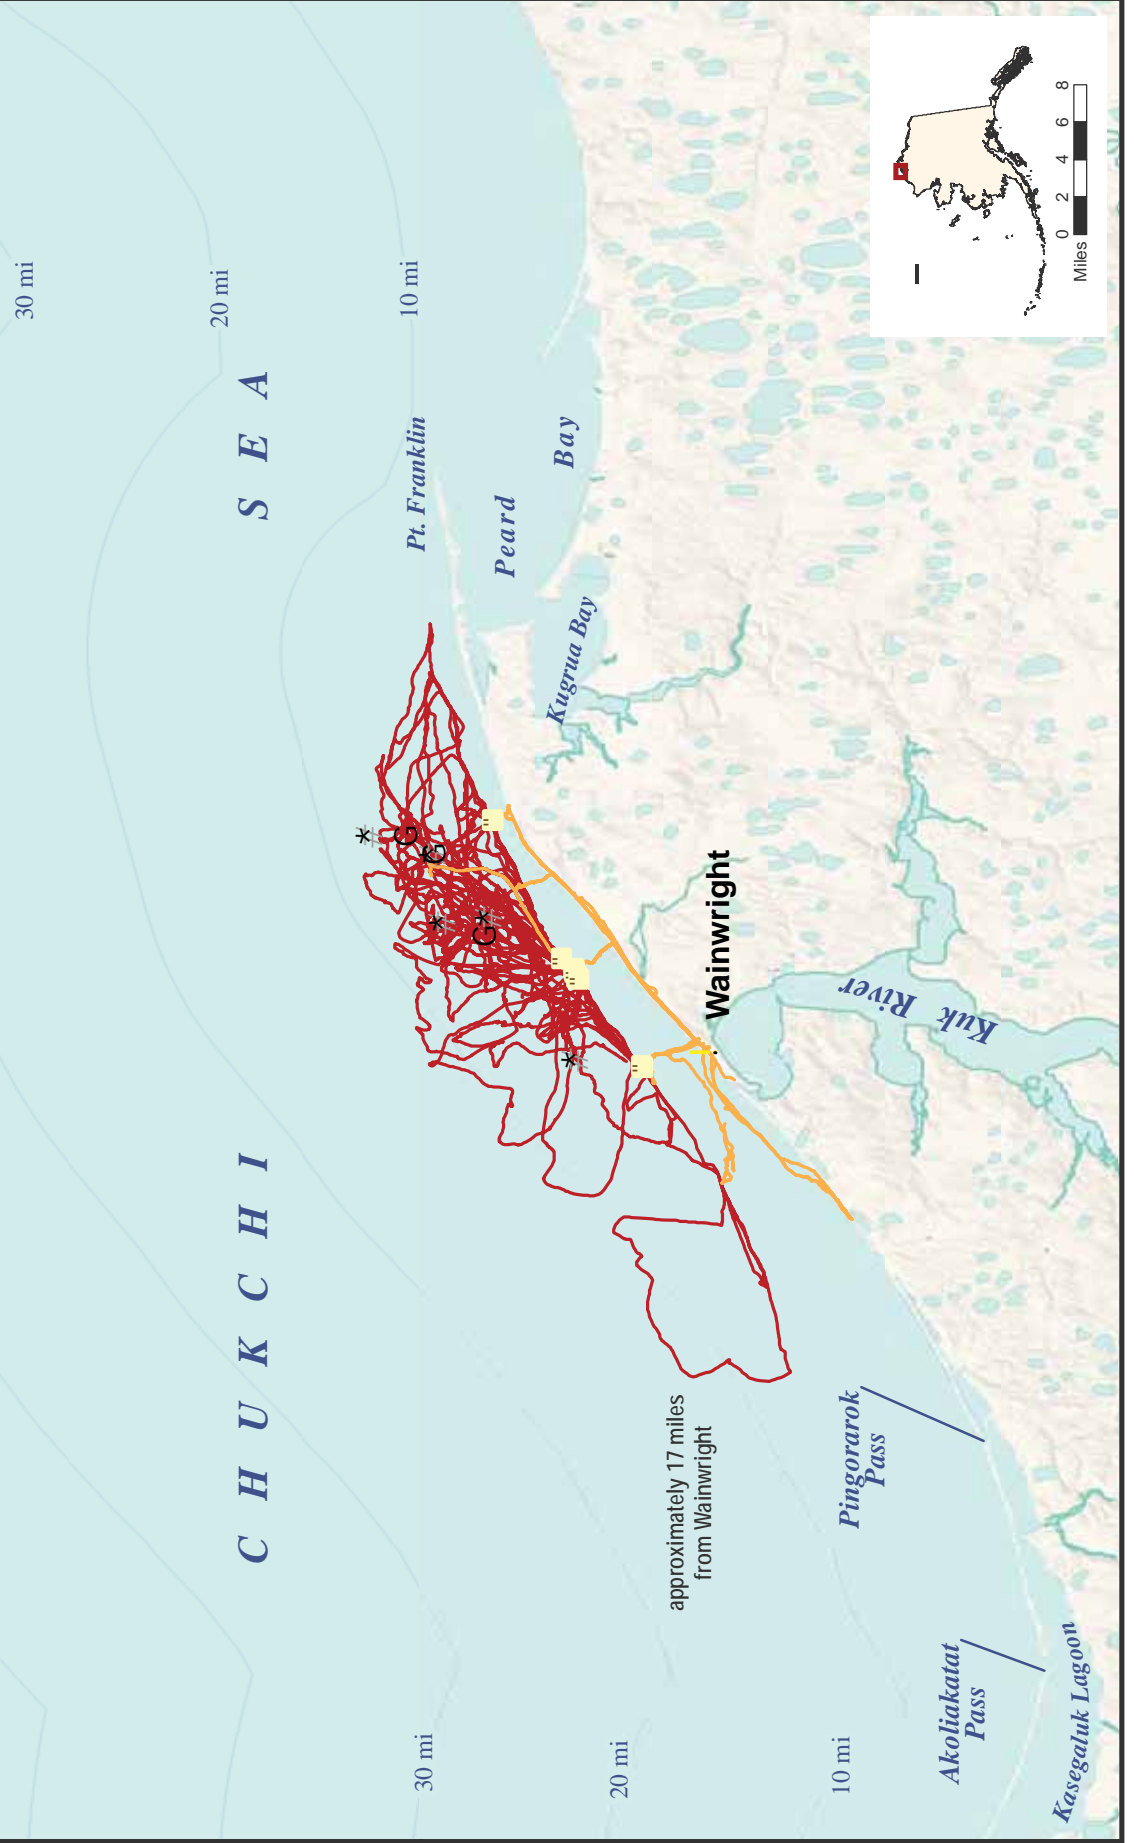 30 mi
20 mi
10 mi
CHUKCHI SEA
Pt. Franklin
Peard Bay
Kugrua Bay
*
G
*
G
*
*
G
*
Wainwright
Kuk River
approximately 17 miles
from Wainwright
Pingorarok
Pass
Akoliakatat
Pass
Kasegaluk Lagoon
30 mi
20 mi
10 mi
0 2 4 6 8
Miles